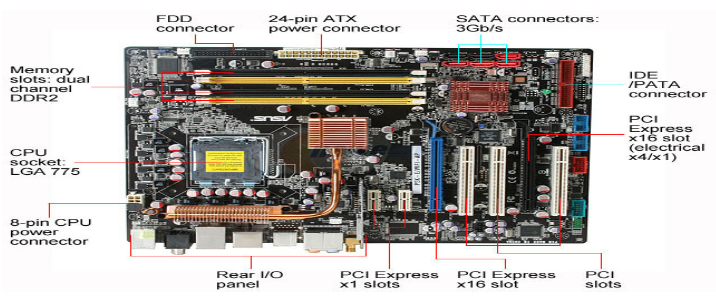 FDD
connector
24-pin ATX
power connector
SATA connectors:
3Gb/s
Memory
slots: dual
channel
DDR2
IDE
/PATA
connector
PCI
Express
x16 slot
(electrical
x4/x1)
CPU
socket:
LGA 775
8-pin CPU
power
connector
ASUS
Rear I/O
panel
PCI Express
x1 slots
PCI Express
x16 slot
PCI
slots